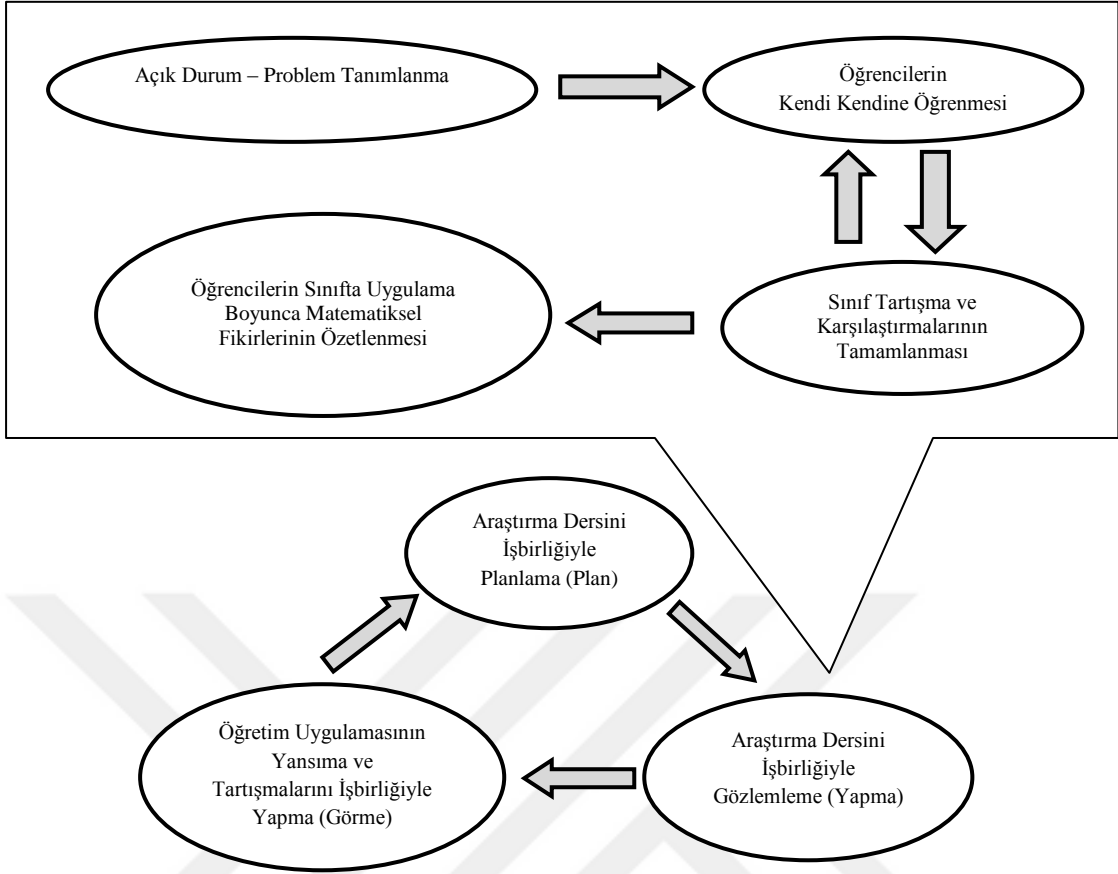 Açık Durum – Problem Tanımlanma
Öğrencilerin
Kendi Kendine Öğrenmesi
Öğrencilerin Sınıfta Uygulama
Boyunca Matematiksel
Fikirlerinin Özetlenmesi
Sınıf Tartışma ve
Karşılaştırmalarının
Tamamlanması
Araştırma Dersini
İşbirliğiyle
Planlama (Plan)
Öğretim Uygulamasının
Yansıma ve
Tartışmalarını İşbirliğiyle
Yapma (Görme)
Araştırma Dersini
İşbirliğiyle
Gözlemleme (Yapma)